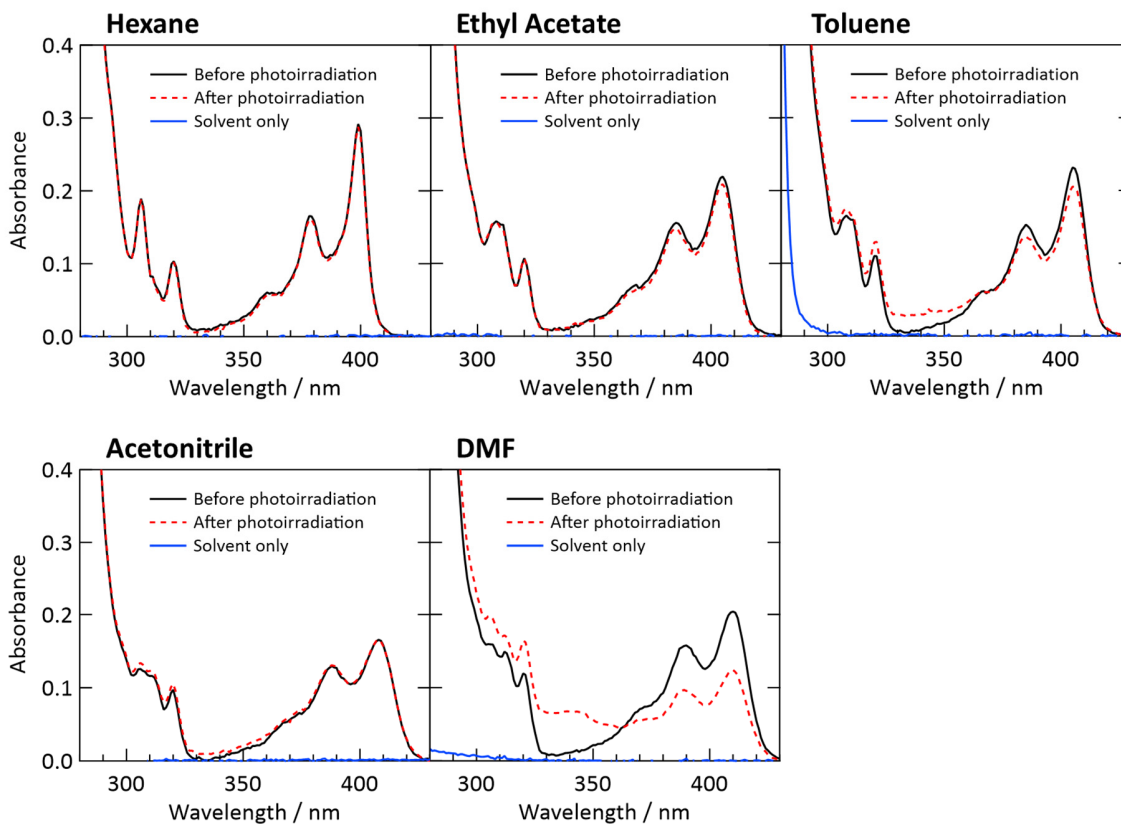 Hexane
Ethyl Acetate
Toluene
0.4
0.3
0.2
0.1
0.0
Absorbance
Before photoirradiation
After photoirradiation
Solvent only
Before photoirradiation
After photoirradiation
Solvent only
Before photoirradiation
After photoirradiation
Solvent only
300 350 400
300 350 400
300 350 400
Wavelength / nm
Wavelength / nm
Wavelength / nm
Acetonitrile
DMF
0.4
0.3
0.2
0.1
0.0
Absorbance
Before photoirradiation
After photoirradiation
Solvent only
Before photoirradiation
After photoirradiation
Solvent only
300 350 400
300 350 400
Wavelength / nm
Wavelength / nm